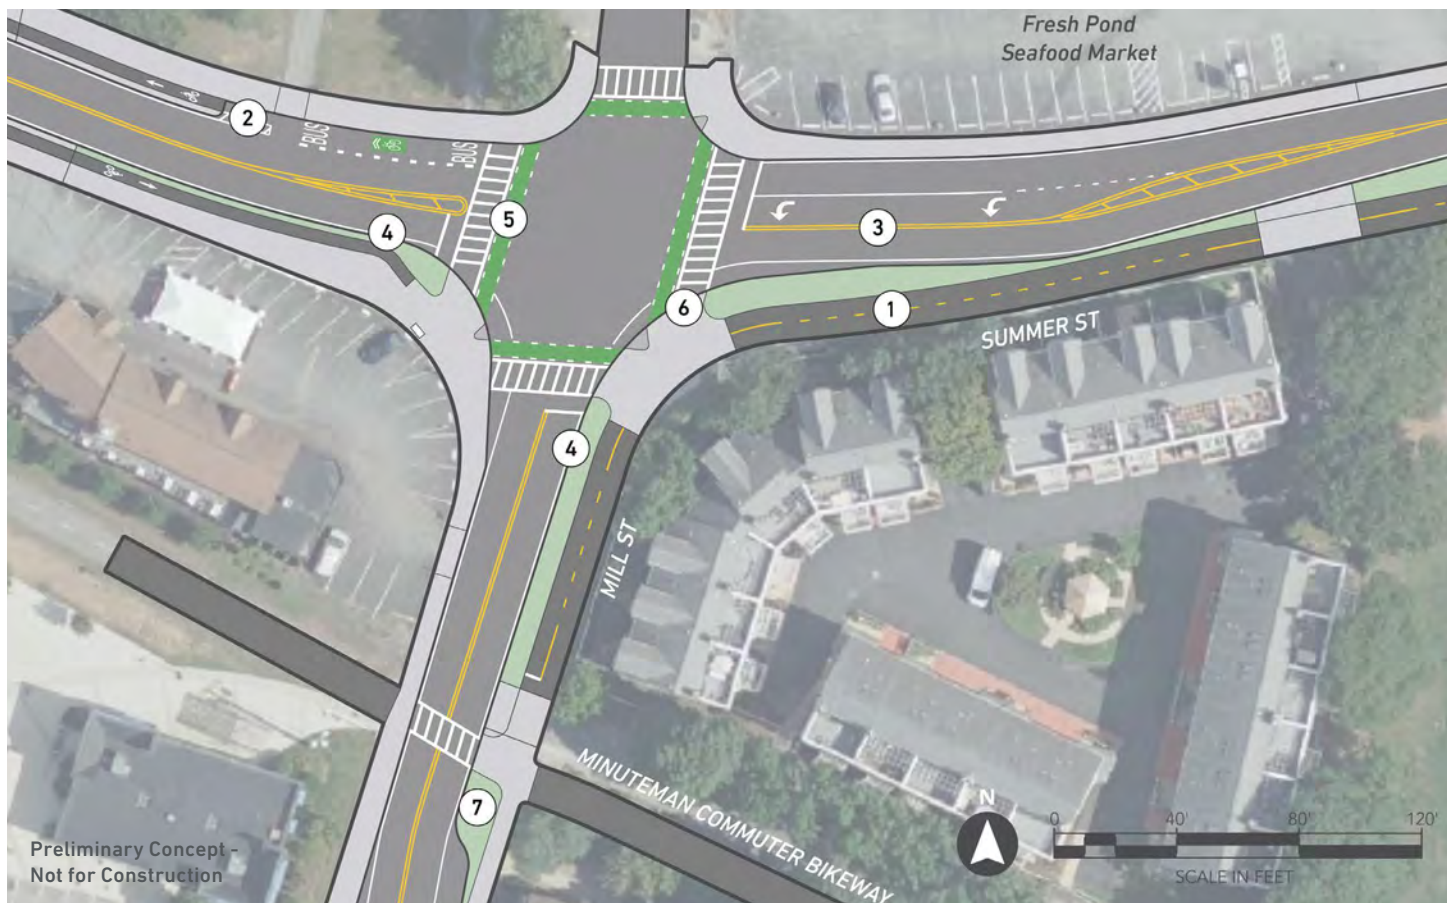 Fresh Pond
Seafood Market
2
BUS
BUS
5
4
3
6
1
SUMMER ST
4
MILL ST
MINUTEMAN COMMUTER BIKEWAY
7
N
0 40' 80' 120'
SCALE IN FEET
Preliminary Concept -
Not for Construction